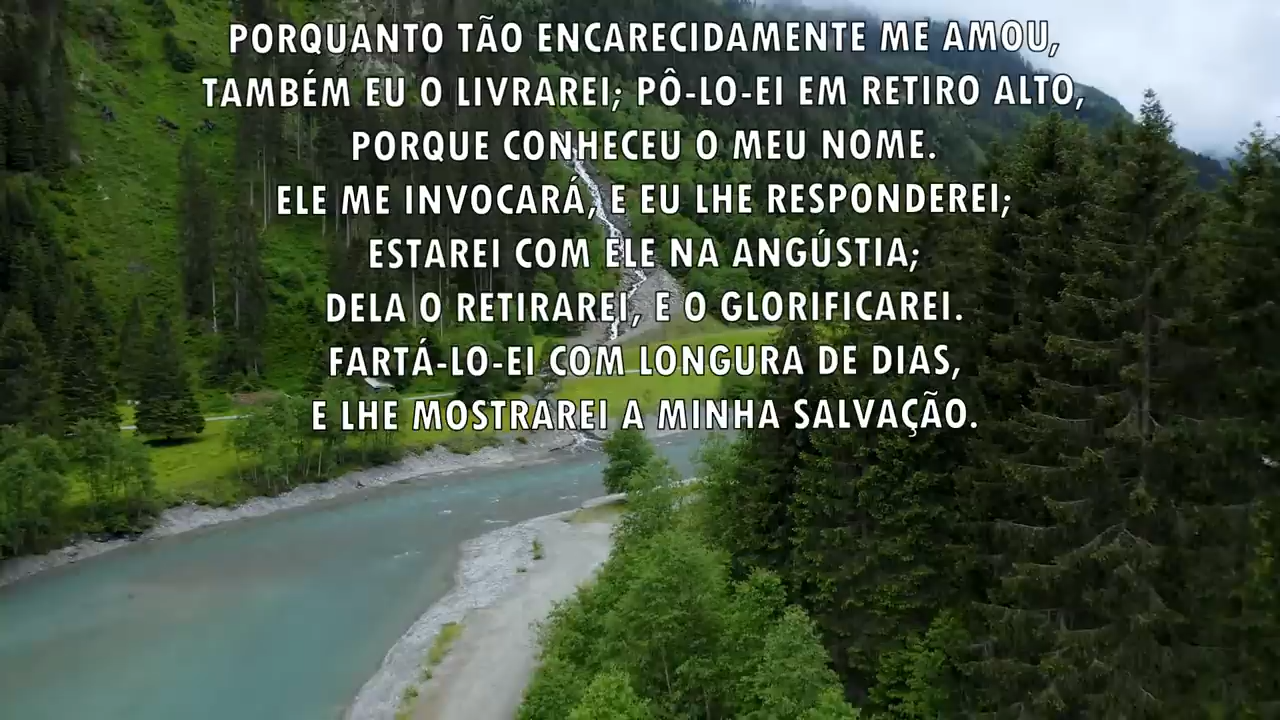 PORQUANTO TÃO ENCARECIDAMENTE ME AMOU,
TAMBÉM EU O LIVRAREI; PÔ-LO-EI EM RETIRO ALTO,
PORQUE CONHECEU O MEU NOME.
ELE ME INVOCARÁ, E EU LHE RESPONDEREI;
ESTAREI COM ELE NA ANGÚSTIA;
DELA O RETIRAREI, E O GLORIFICAREI.
FARTÁ-LO-EI COM LONGURA DE DIAS,
E LHE MOSTRAREI A MINHA SALVAÇÃO.